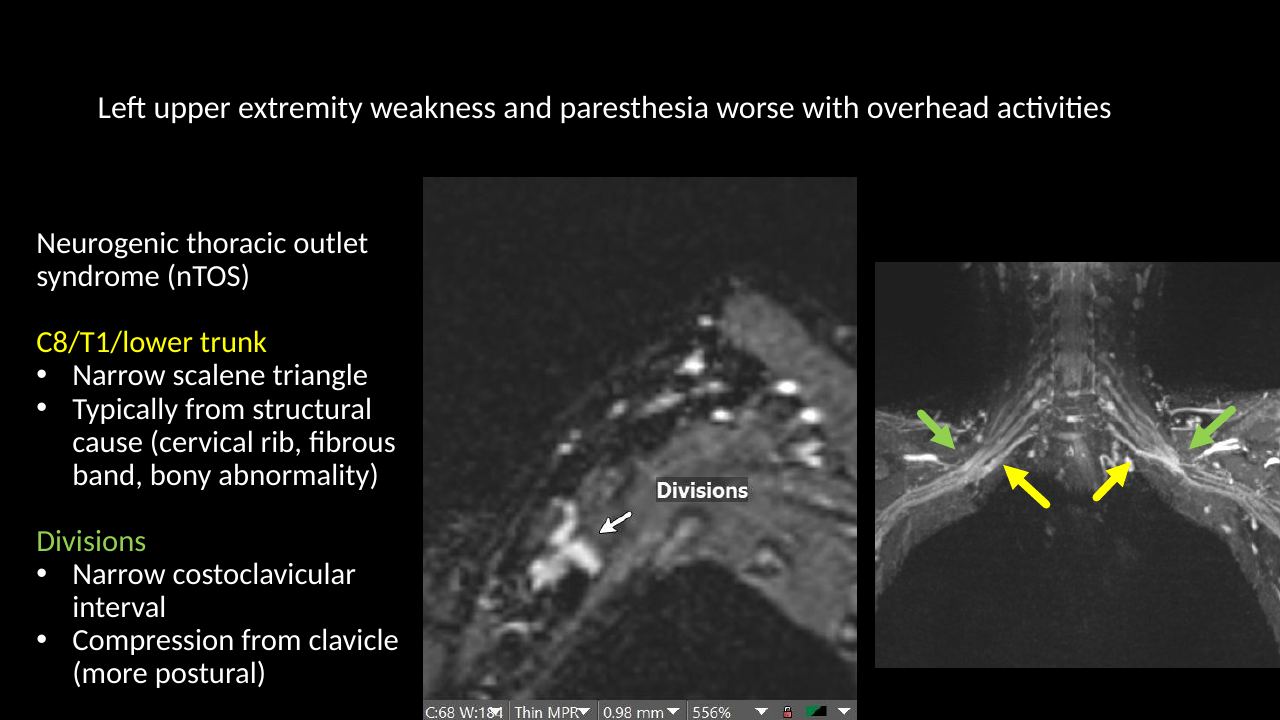 Left upper extremity weakness and paresthesia worse with overhead activities
Neurogenic thoracic outlet
syndrome (nTOS)
C8/T1/lower trunk
• Narrow scalene triangle
• Typically from structural
cause (cervical rib, fibrous
band, bony abnormality)
Divisions
• Narrow costoclavicular
interval
• Compression from clavicle
(more postural)
Divisions
C:68 W:184 Thin MPR 0.98 mm 556%